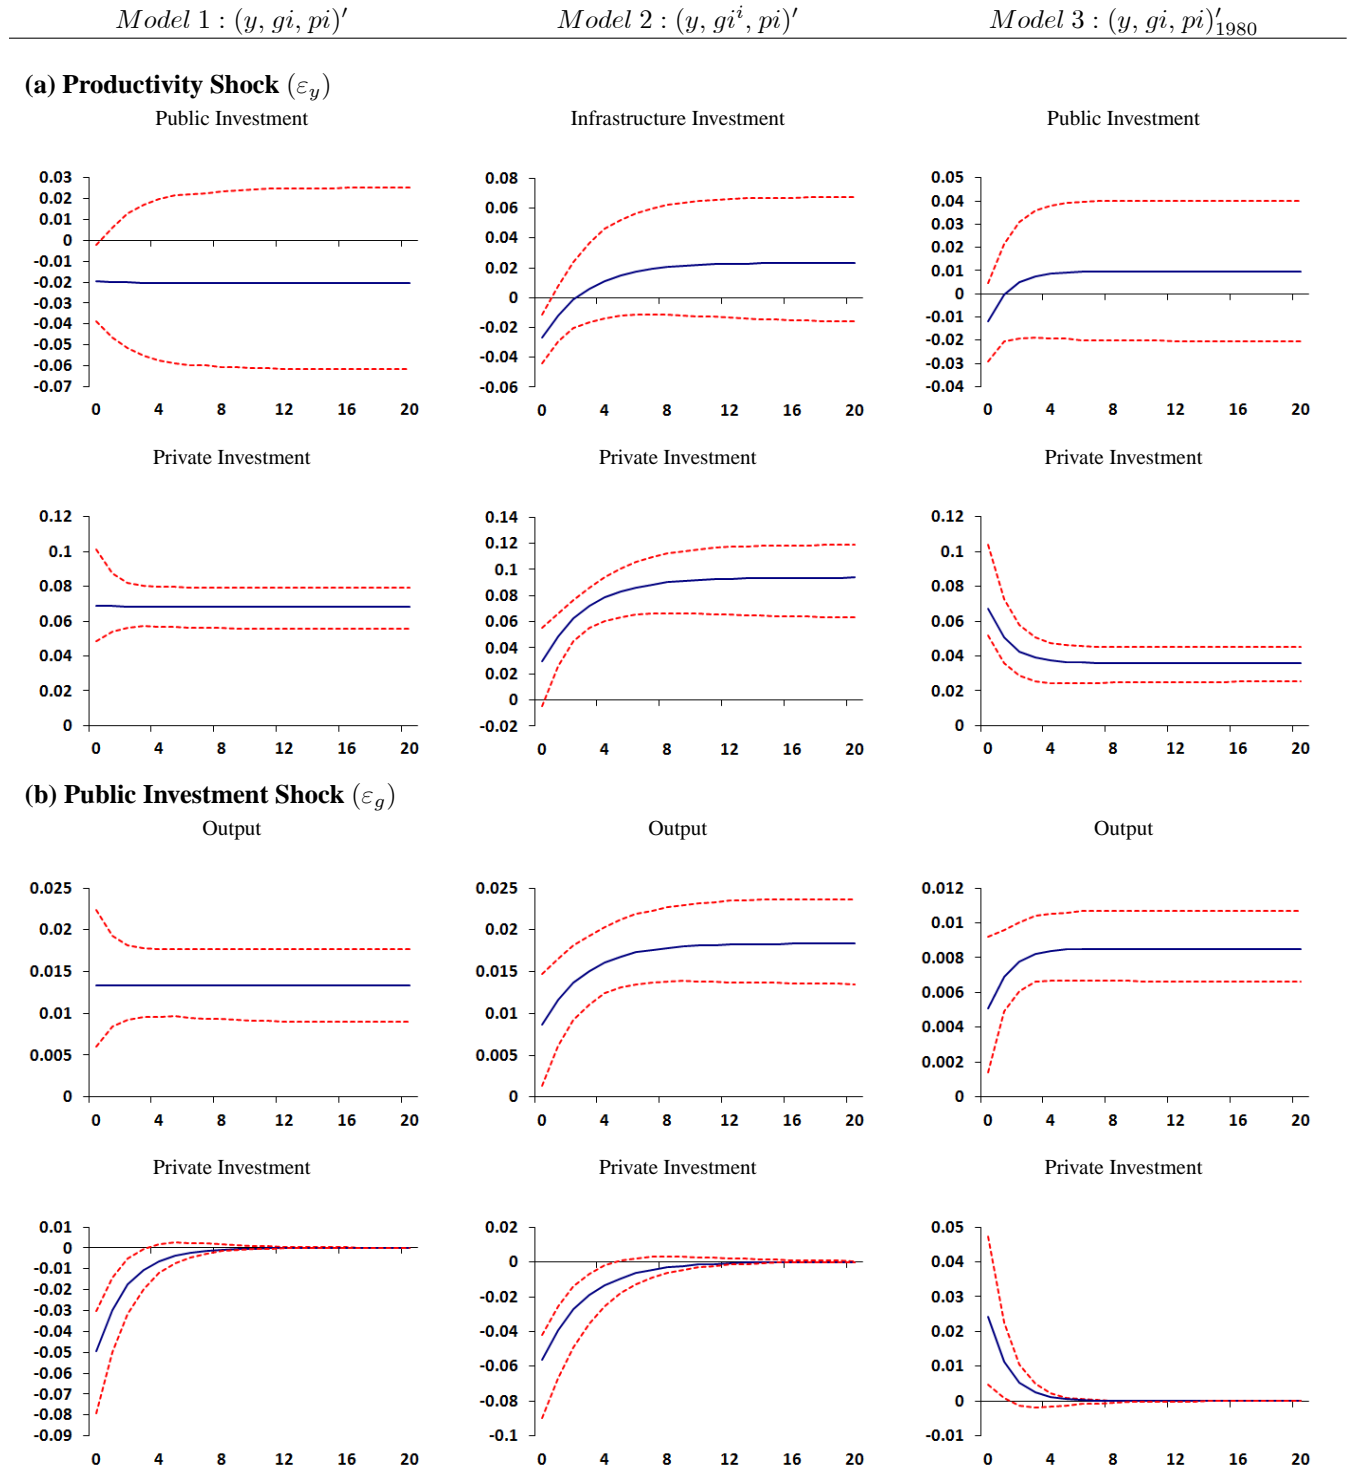 Model 1 : (y, gi, pi)′ Model 2 : (y, giⁱ, pi)′ Model 3 : (y, gi, pi)′₁₉₈₀
(a) Productivity Shock (εy)
Public Investment Infrastructure Investment Public Investment
0.03 0.02 0.01 0 -0.01 -0.02 -0.03 -0.04 -0.05 -0.06 -0.07
0 4 8 12 16 20
0.08 0.06 0.04 0.02 0 -0.02 -0.04 -0.06
0 4 8 12 16 20
0.05 0.04 0.03 0.02 0.01 0 -0.01 -0.02 -0.03 -0.04
0 4 8 12 16 20
Private Investment Private Investment Private Investment
0.12 0.1 0.08 0.06 0.04 0.02 0
0 4 8 12 16 20
0.14 0.12 0.1 0.08 0.06 0.04 0.02 0 -0.02
0 4 8 12 16 20
0.12 0.1 0.08 0.06 0.04 0.02 0
0 4 8 12 16 20
(b) Public Investment Shock (εg)
Output Output Output
0.025 0.02 0.015 0.01 0.005 0
0 4 8 12 16 20
0.025 0.02 0.015 0.01 0.005 0
0 4 8 12 16 20
0.012 0.01 0.008 0.006 0.004 0.002 0
0 4 8 12 16 20
Private Investment Private Investment Private Investment
0.01 0 -0.01 -0.02 -0.03 -0.04 -0.05 -0.06 -0.07 -0.08 -0.09
0 4 8 12 16 20
0.02 0 -0.02 -0.04 -0.06 -0.08 -0.1
0 4 8 12 16 20
0.05 0.04 0.03 0.02 0.01 0 -0.01
0 4 8 12 16 20